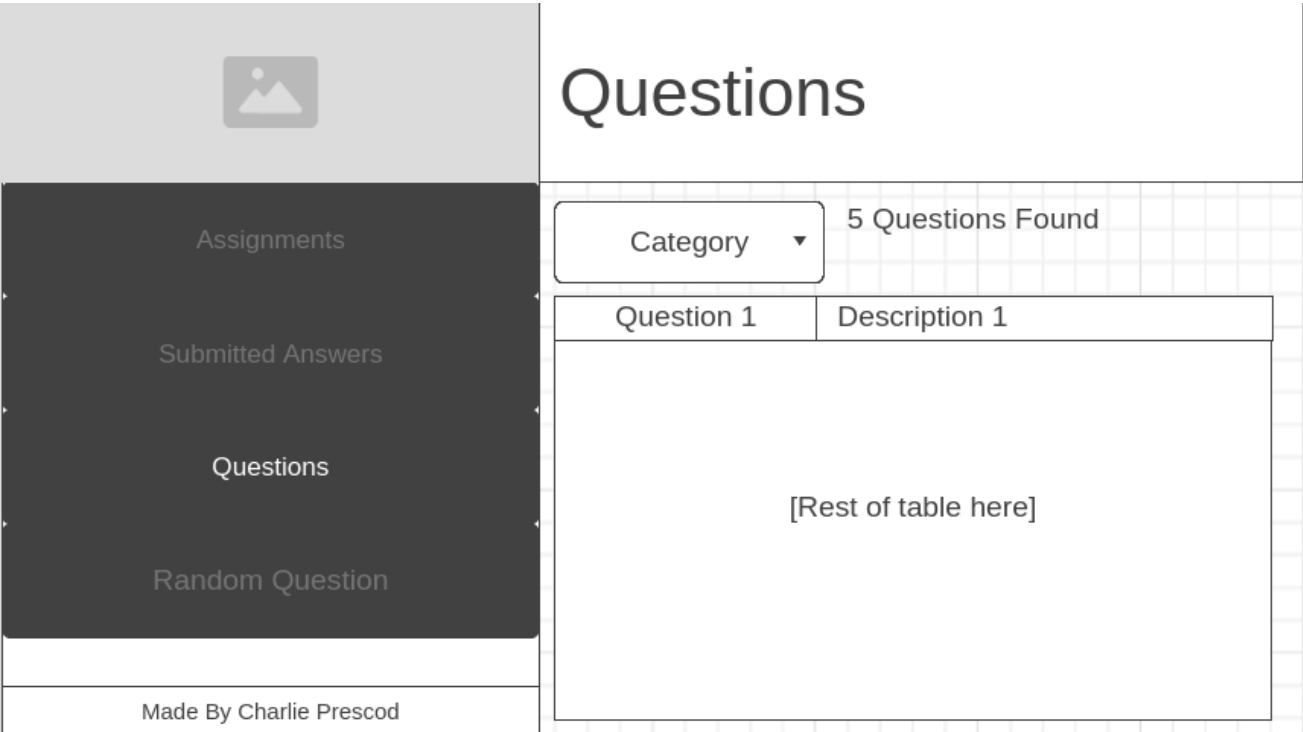 Questions
Assignments
Submitted Answers
Questions
Random Question
Made By Charlie Prescod
Category
5 Questions Found
Question 1
Description 1
[Rest of table here]